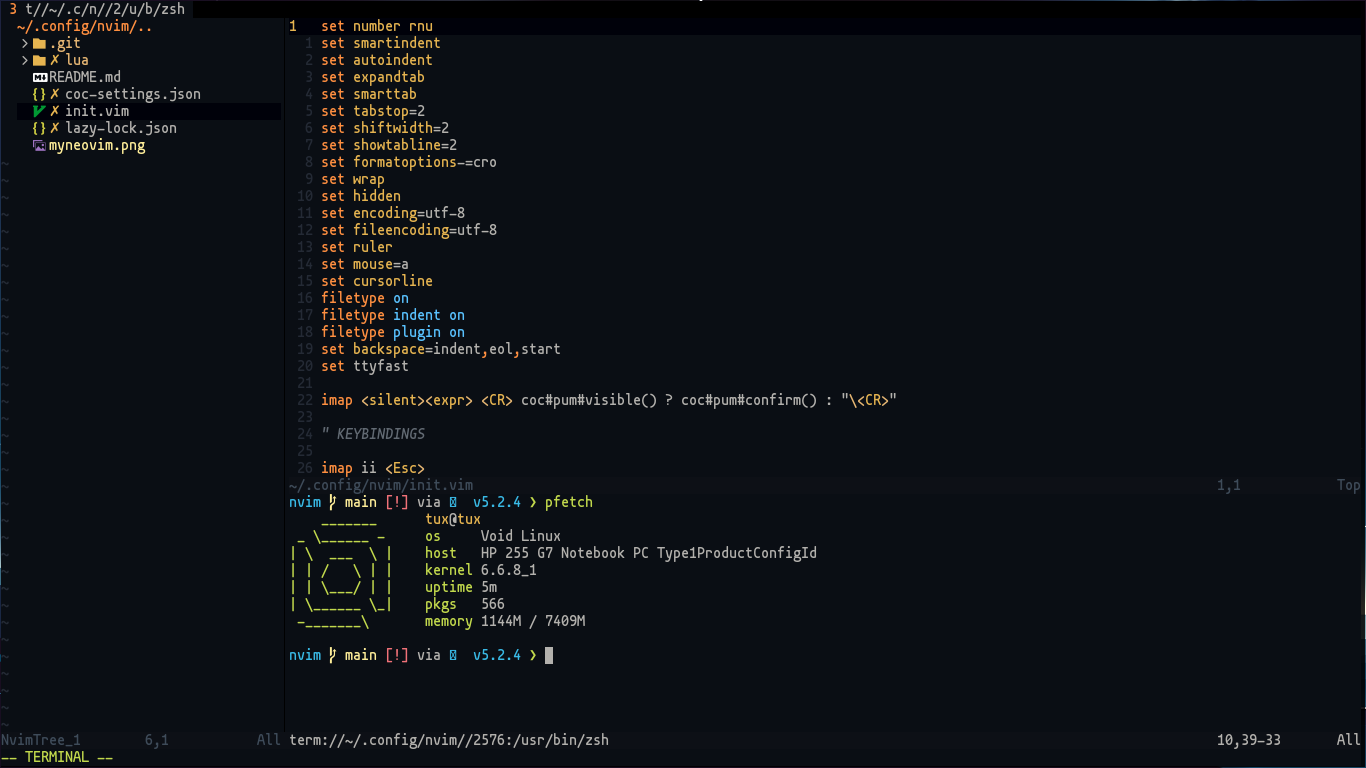 3 t//~/.c/n//2/u/b/zsh
~/.config/nvim/..
.git
✗ lua
README.md
{} ✗ coc-settings.json
✗ init.vim
{} ✗ lazy-lock.json
myneovim.png
1 set number rnu
1 set smartindent
2 set autoindent
3 set expandtab
4 set smarttab
5 set tabstop=2
6 set shiftwidth=2
7 set showtabline=2
8 set formatoptions-=cro
9 set wrap
10 set hidden
11 set encoding=utf-8
12 set fileencoding=utf-8
13 set ruler
14 set mouse=a
15 set cursorline
16 filetype on
17 filetype indent on
18 filetype plugin on
19 set backspace=indent,eol,start
20 set ttyfast
21
22 imap <silent><expr> <CR> coc#pum#visible() ? coc#pum#confirm() : "\<CR>"
23
24 " KEYBINDINGS
25
26 imap ii <Esc>
~/.config/nvim/init.vim 1,1 Top
nvim main [!] via v5.2.4 ❯ pfetch
tux@tux
os Void Linux
host HP 255 G7 Notebook PC Type1ProductConfigId
kernel 6.6.8_1
uptime 5m
pkgs 566
memory 1144M / 7409M
nvim main [!] via v5.2.4 ❯
NvimTree_1 6,1 All
term://~/.config/nvim//2576:/usr/bin/zsh 10,39-33 All
-- TERMINAL --